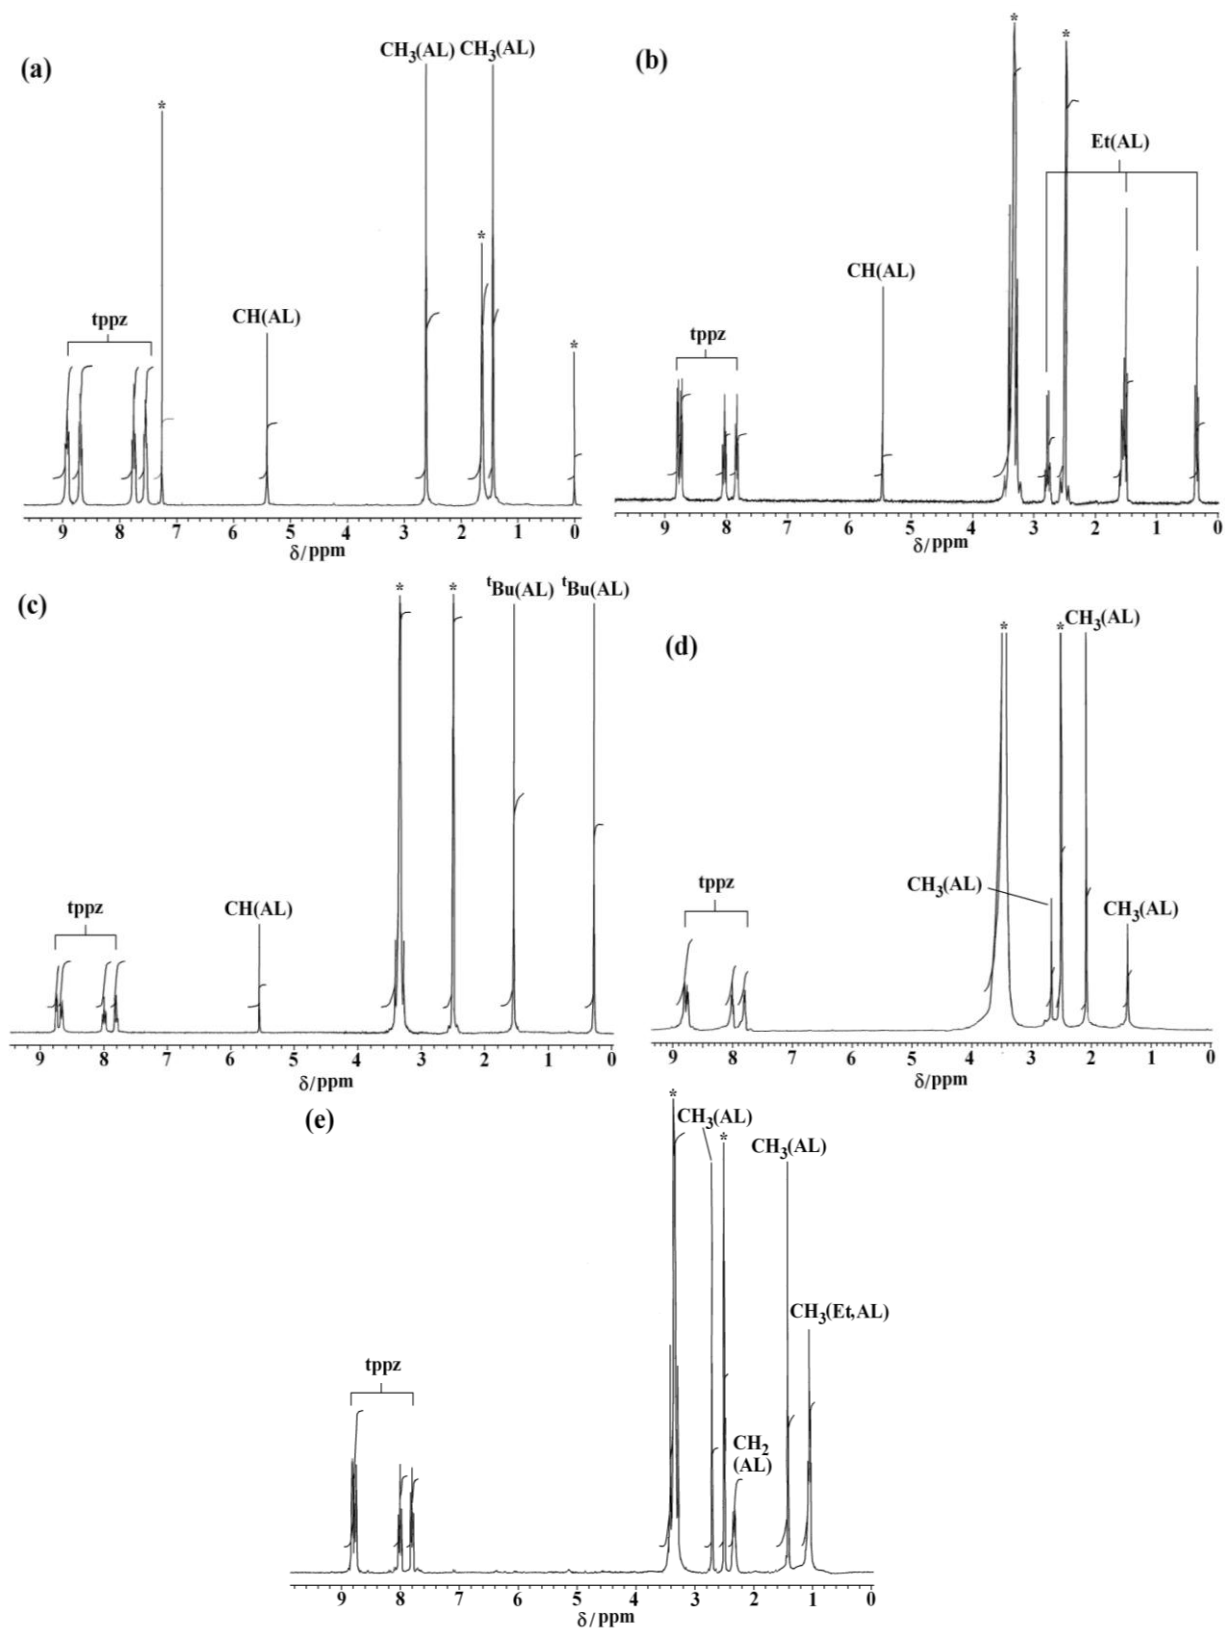 (a)
CH3(AL) CH3(AL)
*
*
CH(AL)
tppz
*
9 8 7 6 5 4 3 2 1 0
δ/ppm
(b)
*
*
Et(AL)
CH(AL)
tppz
9 8 7 6 5 4 3 2 1 0
δ/ppm
(c)
* * tBu(AL) tBu(AL)
tppz
CH(AL)
9 8 7 6 5 4 3 2 1 0
δ/ppm
(d)
* * CH3(AL)
tppz
CH3(AL)
CH3(AL)
9 8 7 6 5 4 3 2 1 0
δ/ppm
(e)
*
CH3(AL)
*
CH3(AL)
CH3(Et,AL)
tppz
CH2
(AL)
9 8 7 6 5 4 3 2 1 0
δ/ppm